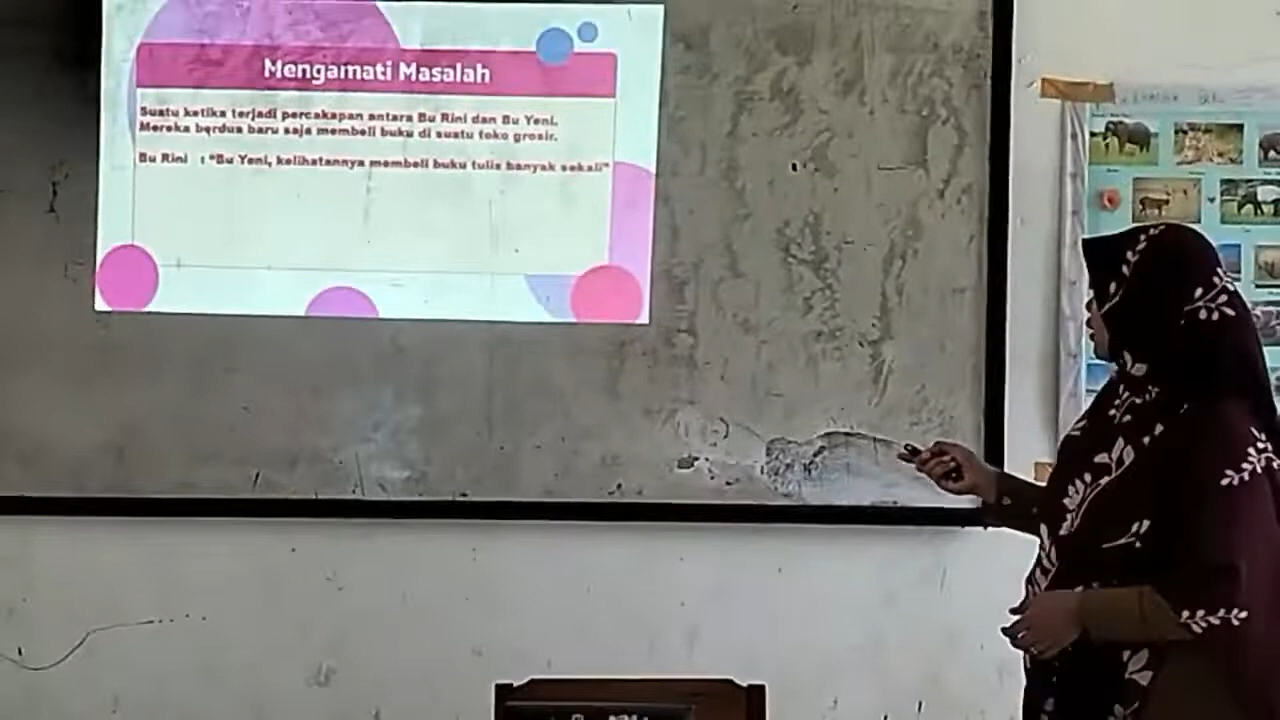 Mengamati Masalah
Suatu ketika terjadi percakapan antara Bu Rini dan Bu Yeni.
Mereka berdua baru saja membeli buku di suatu toko grosir.
Bu Rini : "Bu Yeni, kelihatannya membeli buku tulis banyak sekali"